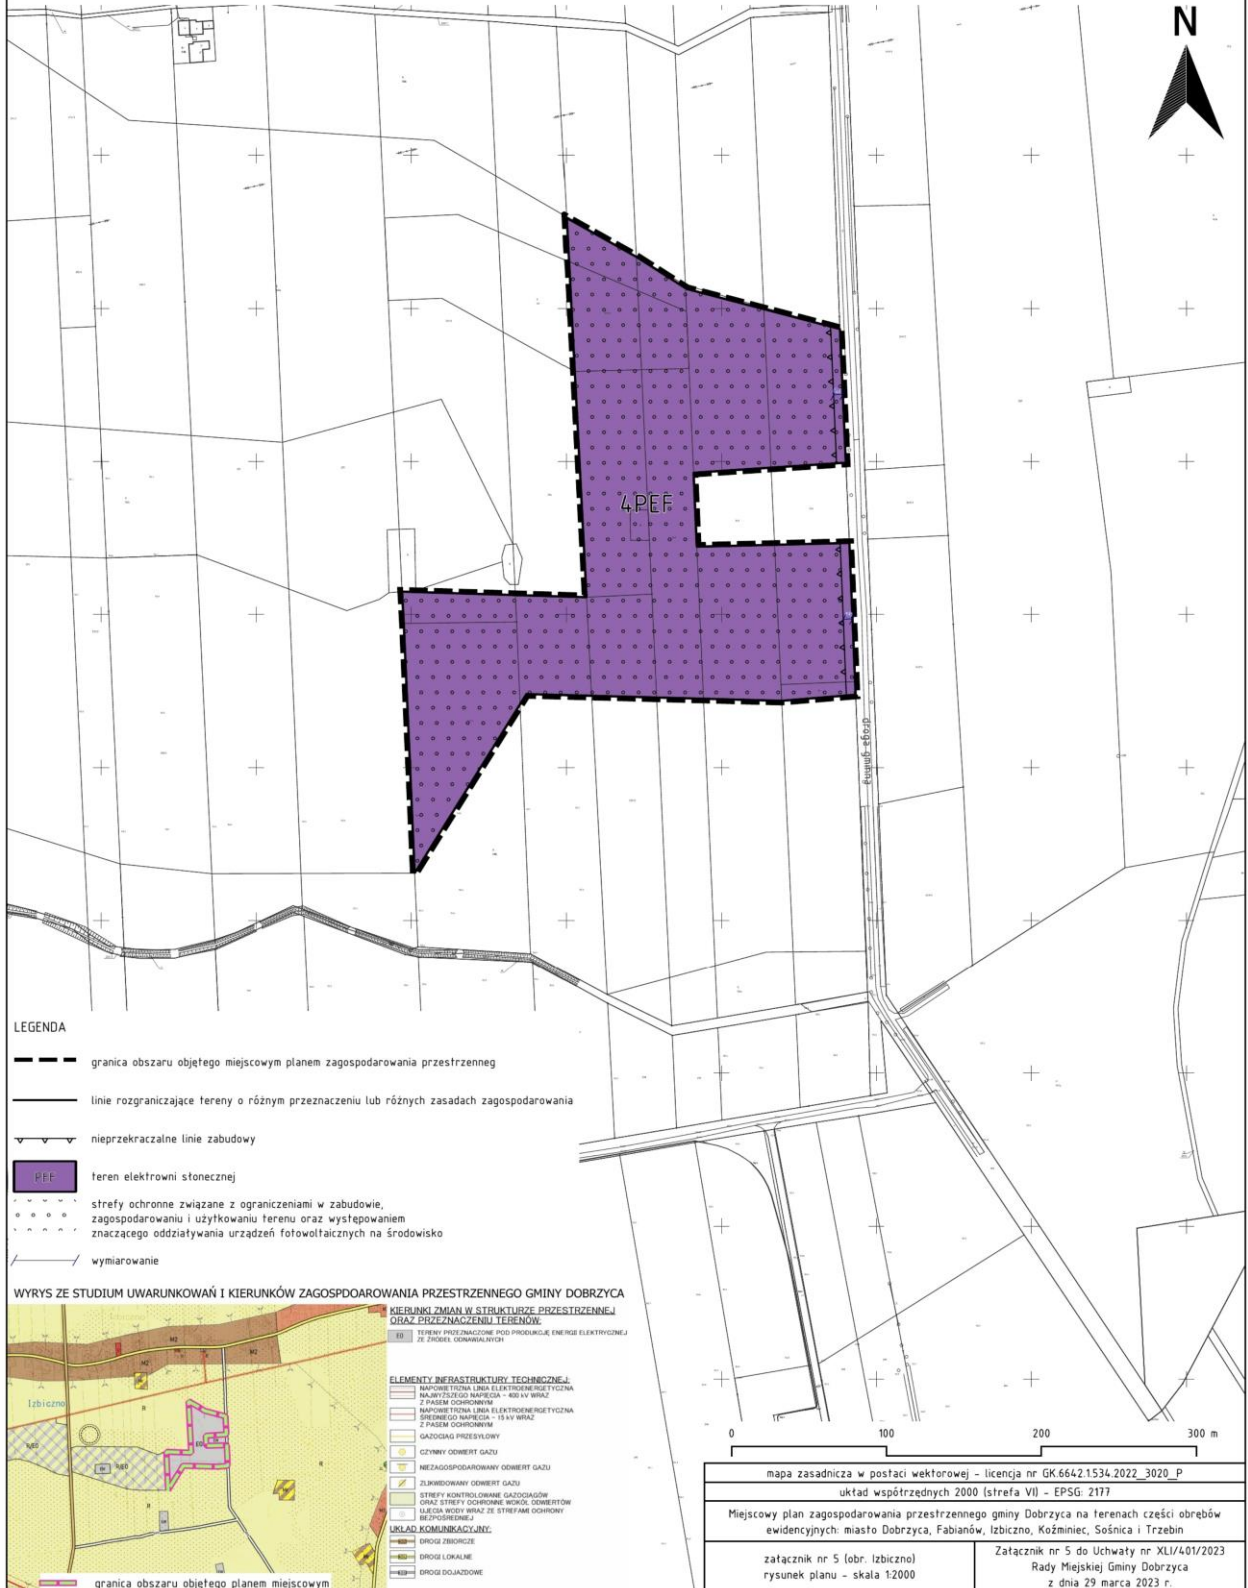 N
4PEF
droga gminna
LEGENDA
granica obszaru objętego miejscowym planem zagospodarowania przestrzenneg
linie rozgraniczające tereny o różnym przeznaczeniu lub różnych zasadach zagospodarowania
nieprzekraczalne linie zabudowy
PEF
teren elektrowni słonecznej
strefy ochronne związane z ograniczeniami w zabudowie,
zagospodarowaniu i użytkowaniu terenu oraz występowaniem
znaczącego oddziaływania urządzeń fotowoltaicznych na środowisko
wymiarowanie
WYRYS ZE STUDIUM UWARUNKOWAŃ I KIERUNKÓW ZAGOSPDOAROWANIA PRZESTRZENNEGO GMINY DOBRZYCA
M2
M2
M2
Izbiczno
R
R
R
EO
R/EO
R/EO
granica obszaru objętego planem miejscowym
KIERUNKI ZMIAN W STRUKTURZE PRZESTRZENNEJ
ORAZ PRZEZNACZENIU TERENÓW:
EO
TERENY PRZEZNACZONE POD PRODUKCJĘ ENERGII ELEKTRYCZNEJ
ZE ŹRÓDEŁ ODNAWIALNYCH
ELEMENTY INFRASTRUKTURY TECHNICZNEJ:
NAPOWIETRZNA LINIA ELEKTROENERGETYCZNA
NAJWYŻSZEGO NAPIĘCIA - 400 kV WRAZ
Z PASEM OCHRONNYM
NAPOWIETRZNA LINIA ELEKTROENERGETYCZNA
ŚREDNIEGO NAPIĘCIA - 15 kV WRAZ
Z PASEM OCHRONNYM
GAZOCIĄG PRZESYŁOWY
CZYNNY ODWIERT GAZU
NIEZAGOSPODAROWANY ODWIERT GAZU
ZLIKWIDOWANY ODWIERT GAZU
STREFY KONTROLOWANE GAZOCIĄGÓW
ORAZ STREFY OCHRONNE WOKÓŁ ODWIERTÓW
UJĘCIA WODY WRAZ ZE STREFAMI OCHRONY
BEZPOŚREDNIEJ
UKŁAD KOMUNIKACYJNY:
DROGI ZBIORCZE
DROGI LOKALNE
DROGI DOJAZDOWE
0 100 200 300 m
mapa zasadnicza w postaci wektorowej - licencja nr GK.6642.1.534.2022_3020_P
układ współrzędnych 2000 (strefa VI) - EPSG: 2177
Miejscowy plan zagospodarowania przestrzennego gminy Dobrzyca na terenach części obrębów
ewidencyjnych: miasto Dobrzyca, Fabianów, Izbiczno, Koźminiec, Sośnica i Trzebin
załącznik nr 5 (obr. Izbiczno)
rysunek planu - skala 1:2000
Załącznik nr 5 do Uchwały nr XLI/401/2023
Rady Miejskiej Gminy Dobrzyca
z dnia 29 marca 2023 r.